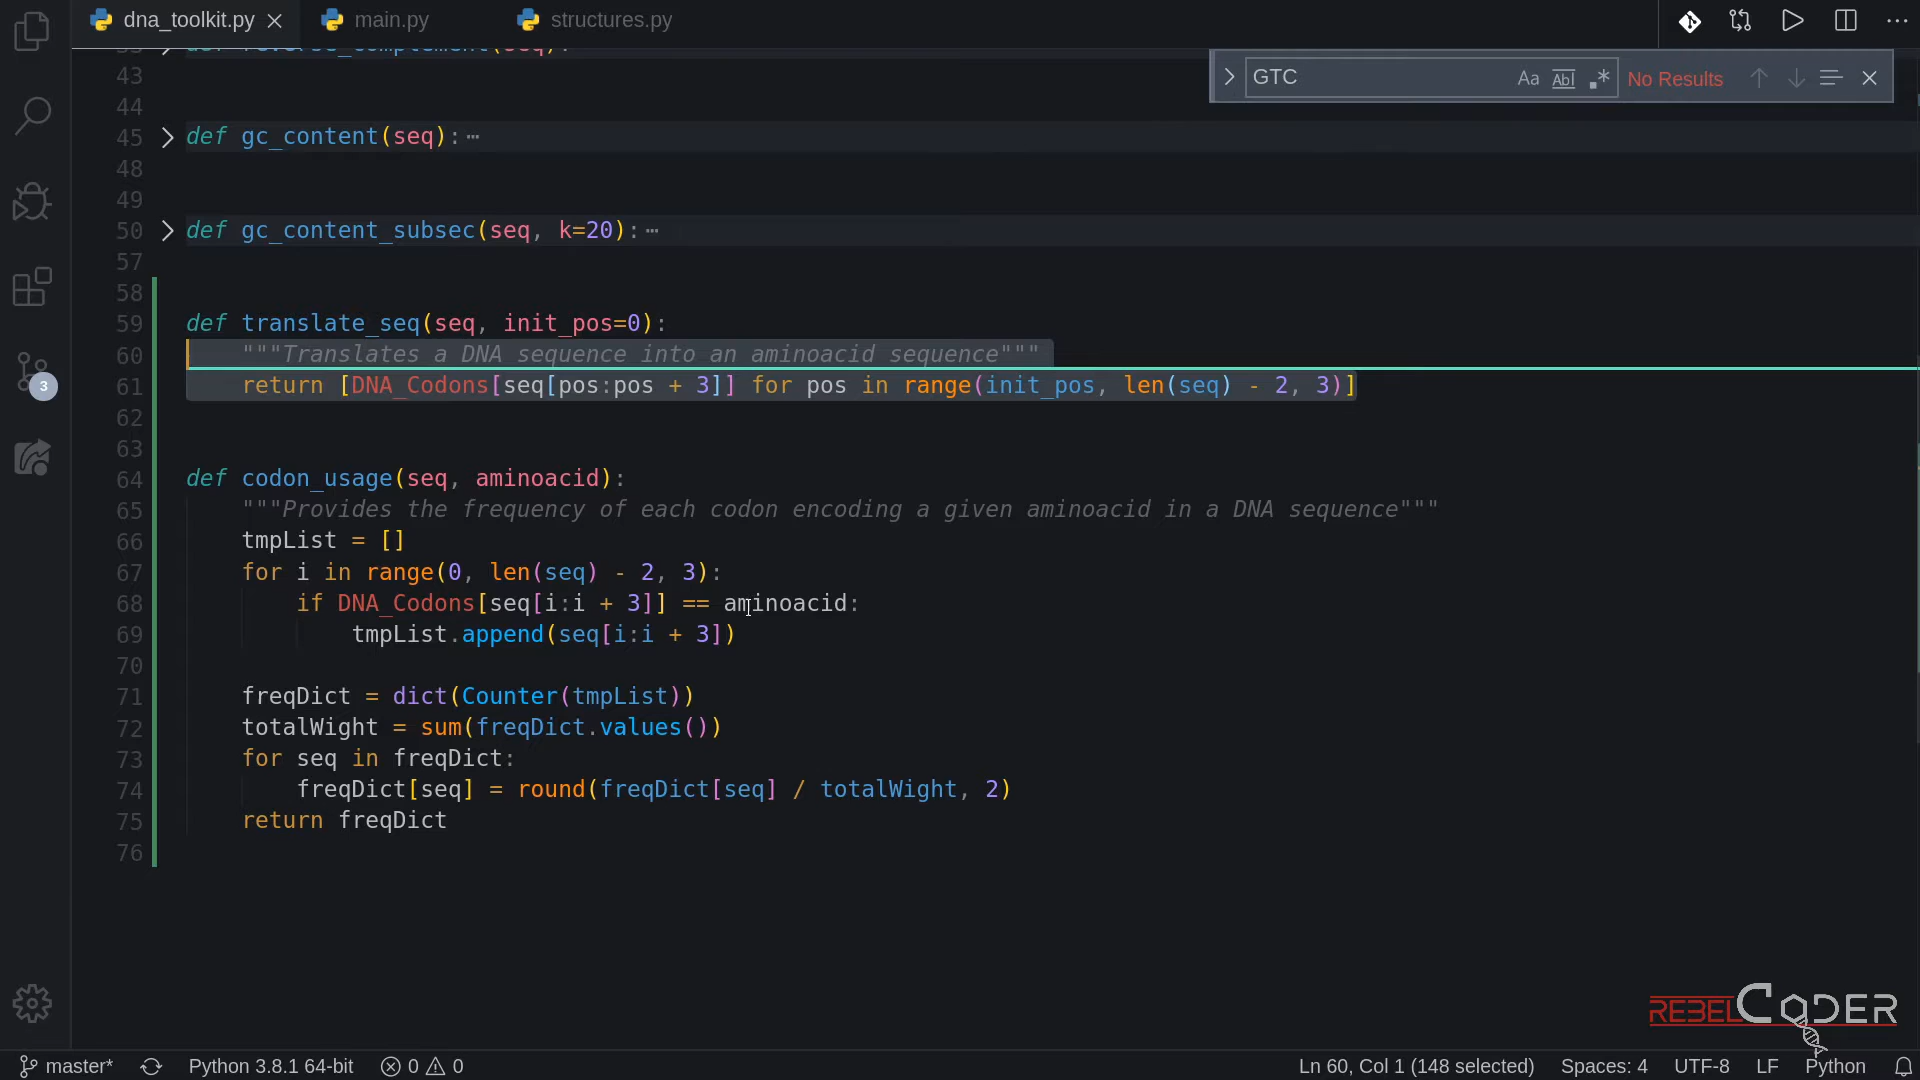 dna_toolkit.py
main.py
structures.py
33 def reverse_complement(seq):
GTC
Aa
Abl
.*
No Results
43
44
45 def gc_content(seq):⋯
48
49
50 def gc_content_subsec(seq, k=20):⋯
57
58
59 def translate_seq(seq, init_pos=0):
60 """Translates a DNA sequence into an aminoacid sequence"""
61 return [DNA_Codons[seq[pos:pos + 3]] for pos in range(init_pos, len(seq) - 2, 3)]
62
63
64 def codon_usage(seq, aminoacid):
65 """Provides the frequency of each codon encoding a given aminoacid in a DNA sequence"""
66 tmpList = []
67 for i in range(0, len(seq) - 2, 3):
68 if DNA_Codons[seq[i:i + 3]] == aminoacid:
69 tmpList.append(seq[i:i + 3])
70
71 freqDict = dict(Counter(tmpList))
72 totalWight = sum(freqDict.values())
73 for seq in freqDict:
74 freqDict[seq] = round(freqDict[seq] / totalWight, 2)
75 return freqDict
76
3
REBELCODER
master*
Python 3.8.1 64-bit
0
0
Ln 60, Col 1 (148 selected)
Spaces: 4
UTF-8
LF
Python